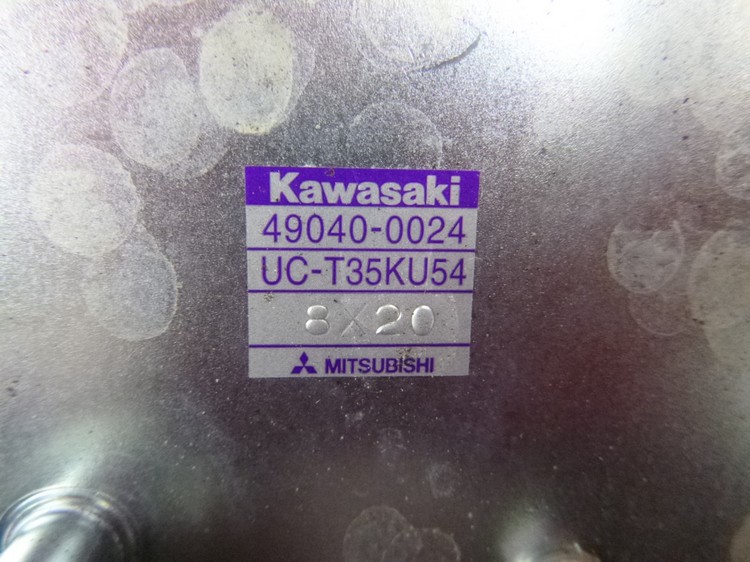 Kawasaki
49040-0024
UC-T35KU54
8X20
MITSUBISHI